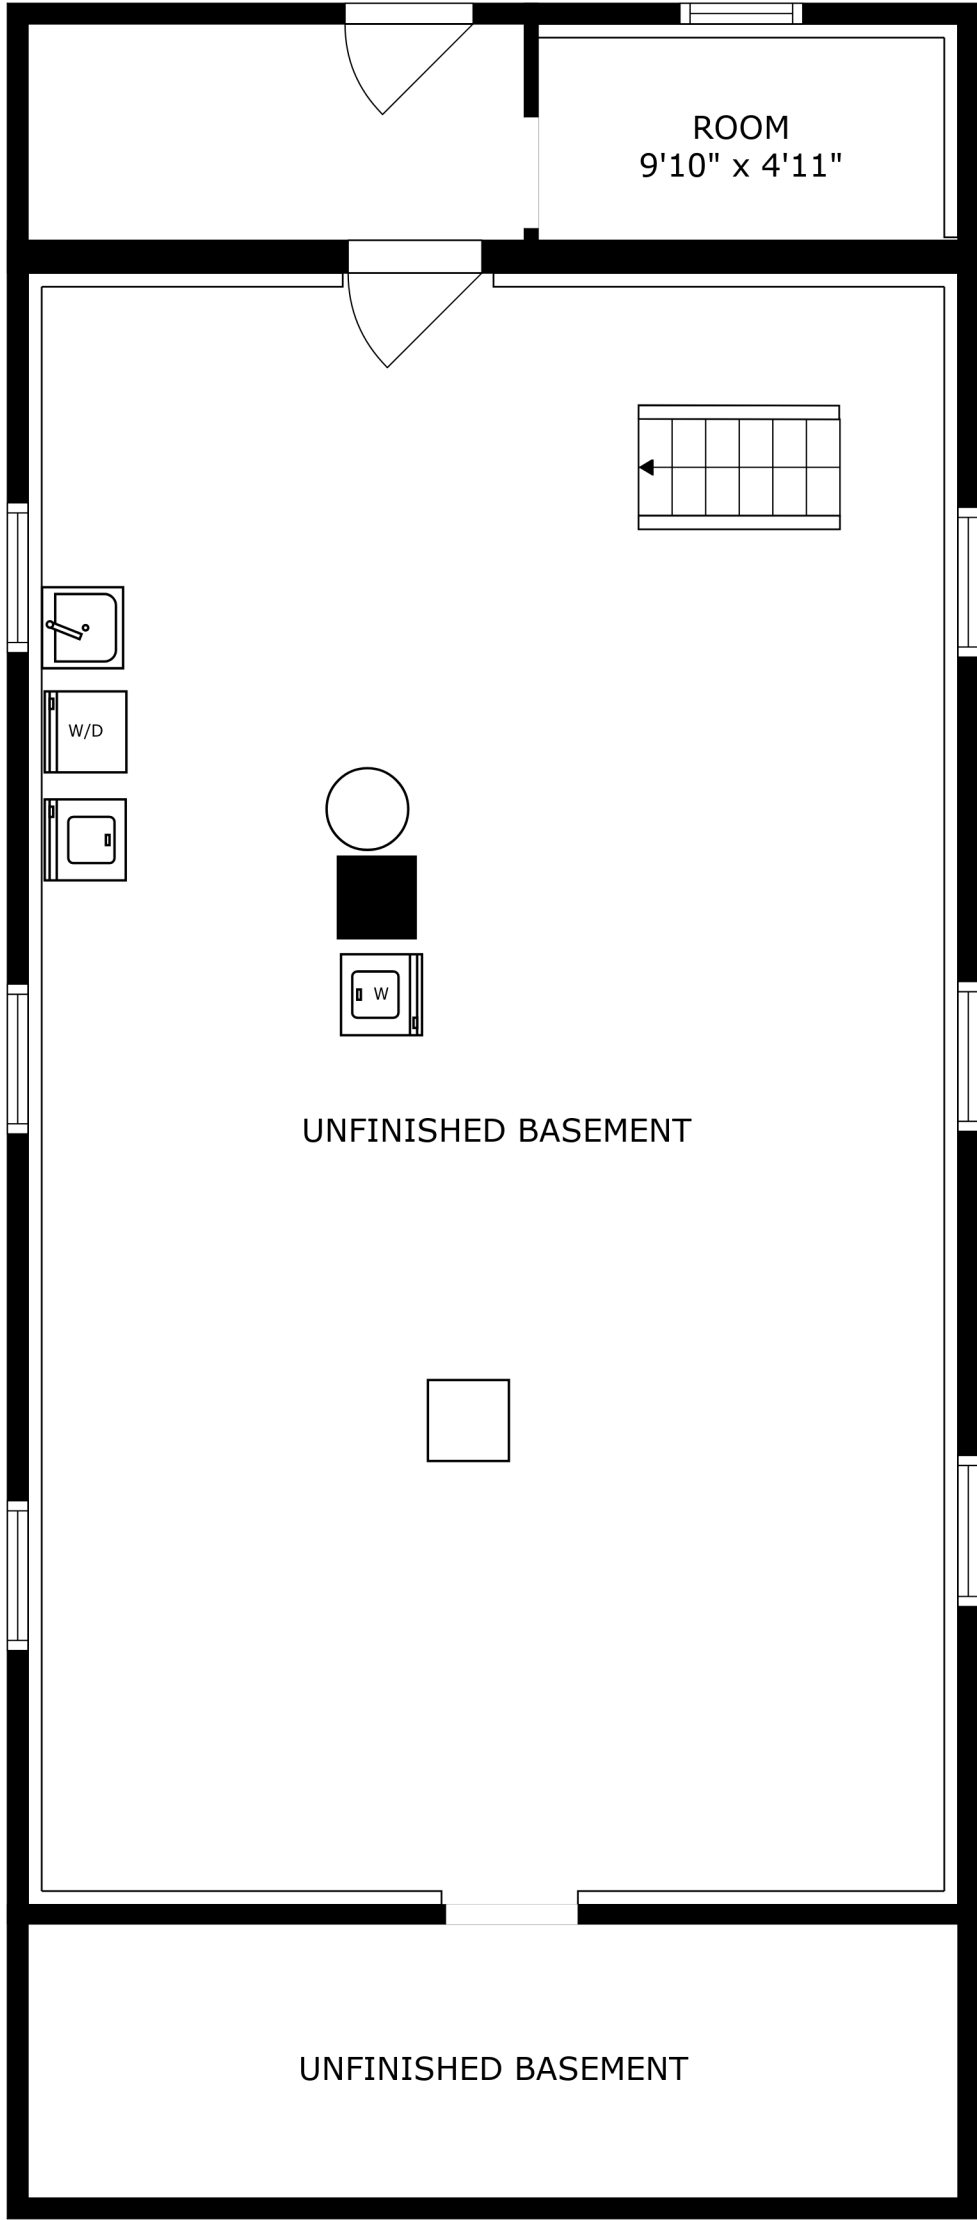 ROOM
9'10" x 4'11"
W/D
W
UNFINISHED BASEMENT
UNFINISHED BASEMENT